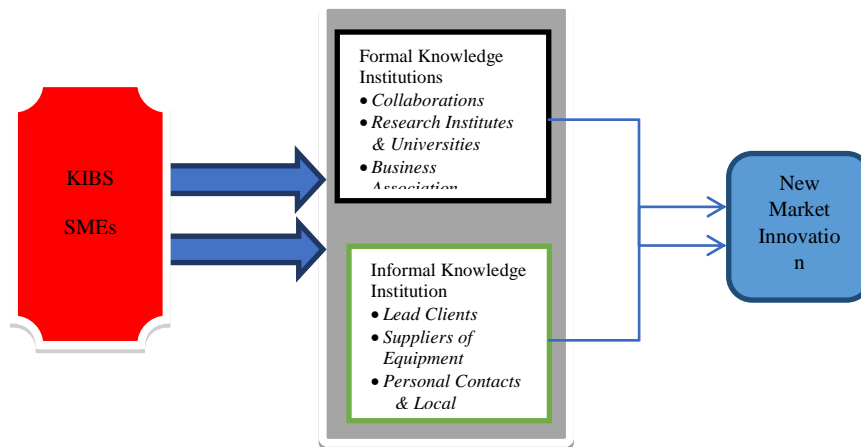 KIBS
SMEs
Formal Knowledge
Institutions
• Collaborations
• Research Institutes
& Universities
• Business
Association
Informal Knowledge
Institution
• Lead Clients
• Suppliers of
Equipment
• Personal Contacts
& Local
New
Market
Innovatio
n